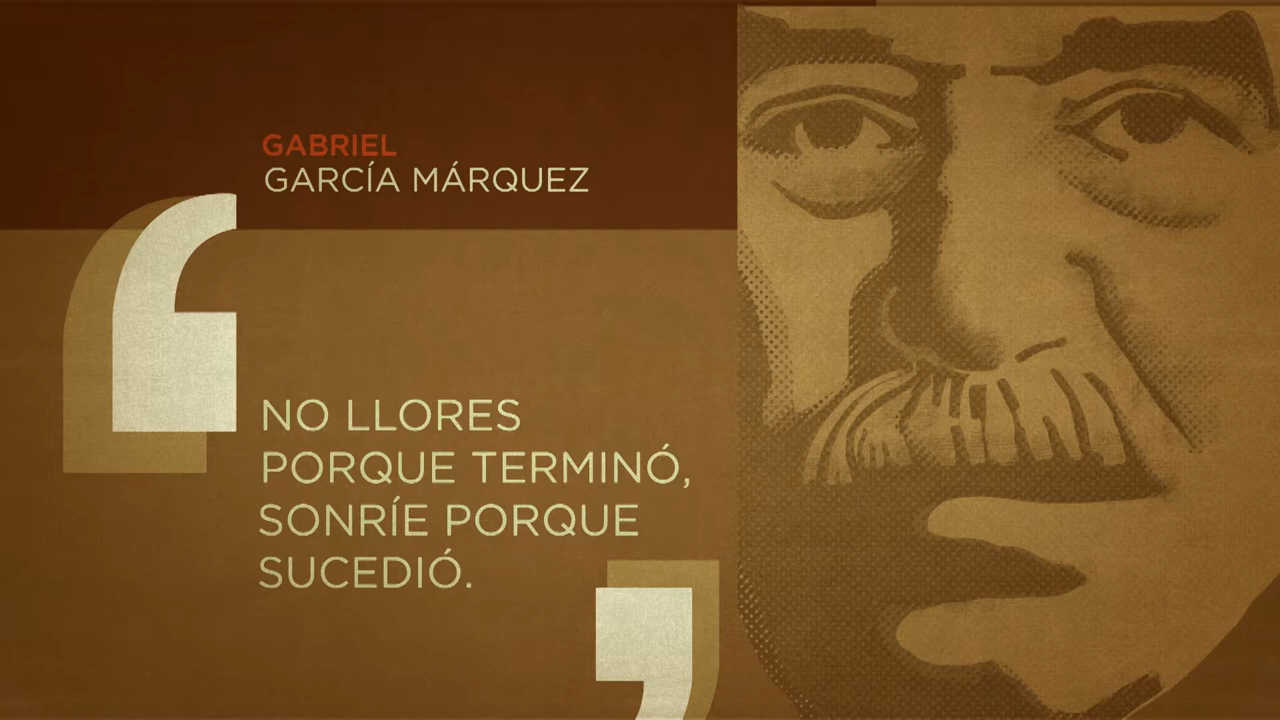 GABRIEL
GARCÍA MÁRQUEZ
NO LLORES
PORQUE TERMINÓ,
SONRÍE PORQUE
SUCEDIÓ.